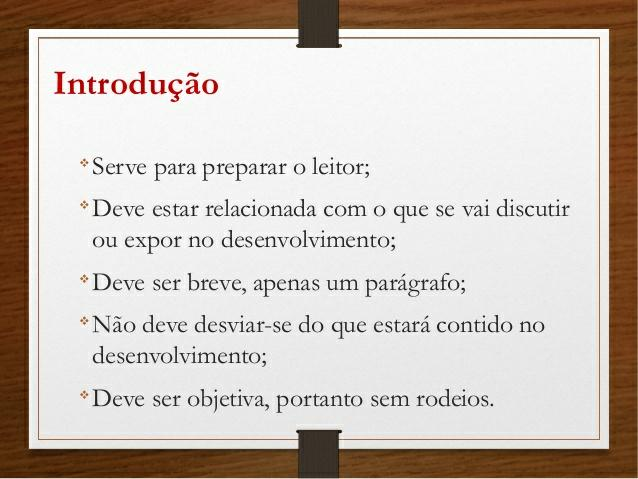 Introdução
Serve para preparar o leitor;
Deve estar relacionada com o que se vai discutir
ou expor no desenvolvimento;
Deve ser breve, apenas um parágrafo;
Não deve desviar-se do que estará contido no
desenvolvimento;
Deve ser objetiva, portanto sem rodeios.